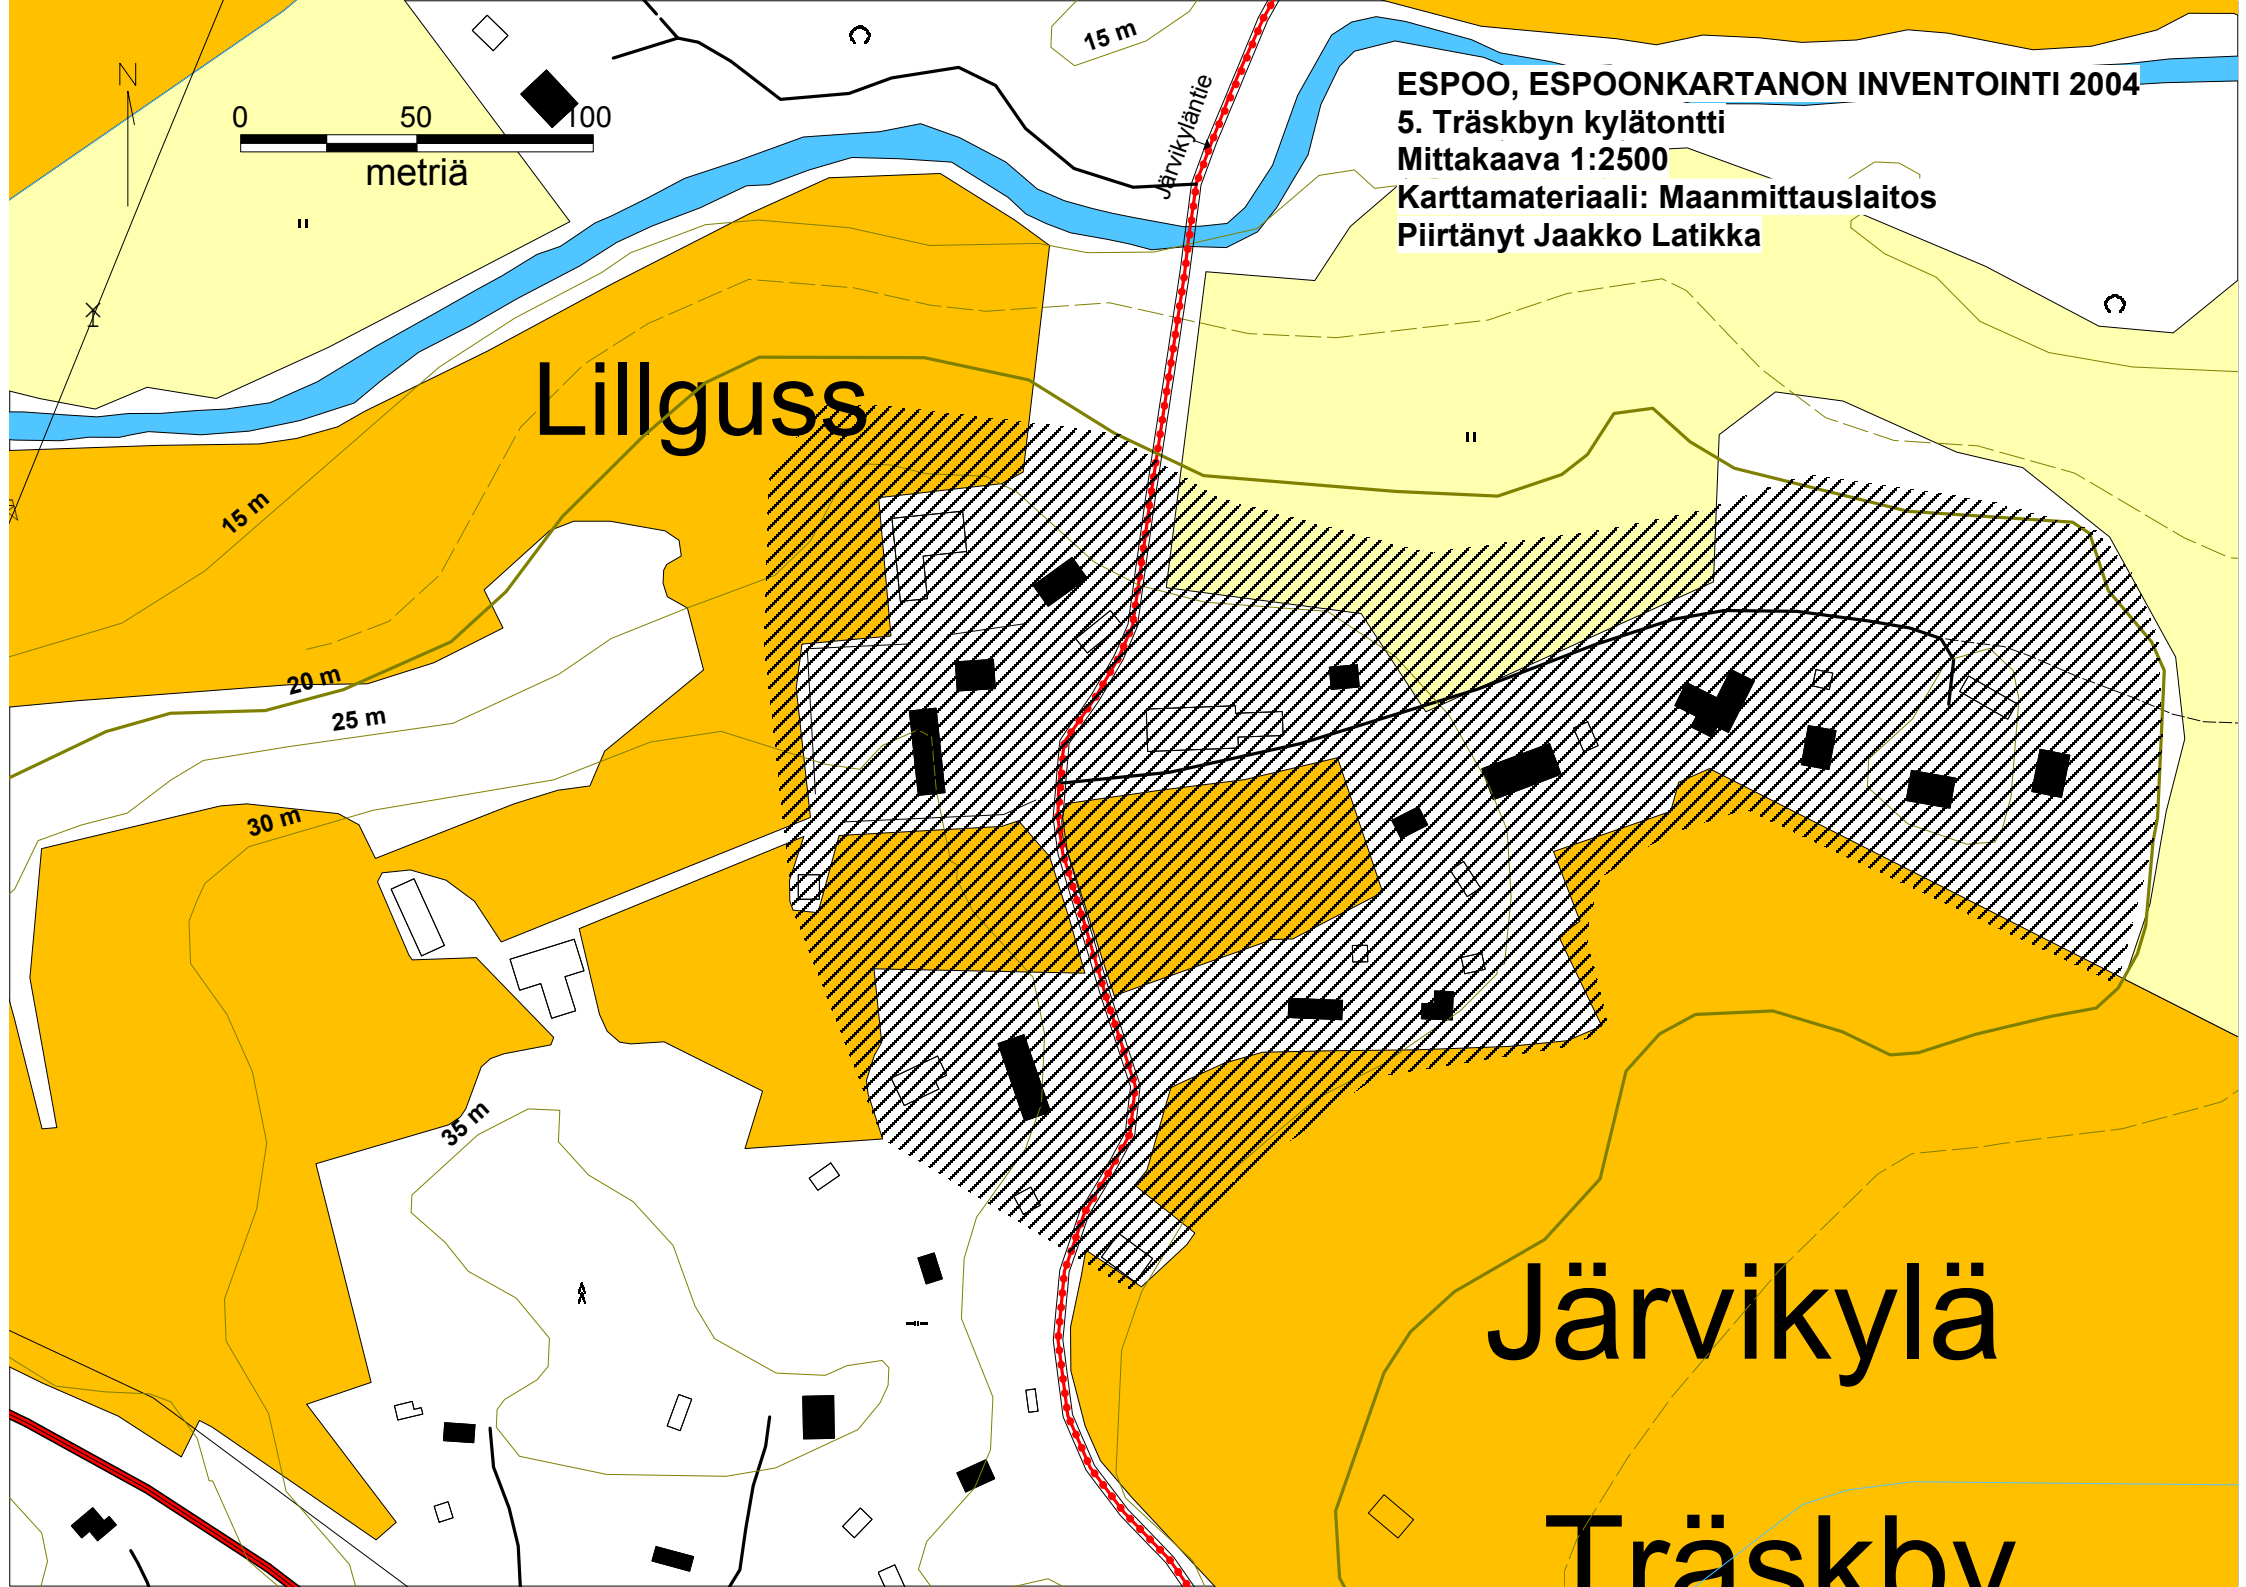 15 m
ESPOO, ESPOONKARTANON INVENTOINTI 2004
5. Träskbyn kylätontti
Mittakaava 1:2500
Karttamateriaali: Maanmittauslaitos
Piirtänyt Jaakko Latikka
N
0 50 100
metriä
Järvikyläntie
Lillguss
15 m
20 m
25 m
30 m
35 m
Järvikylä
Träskby